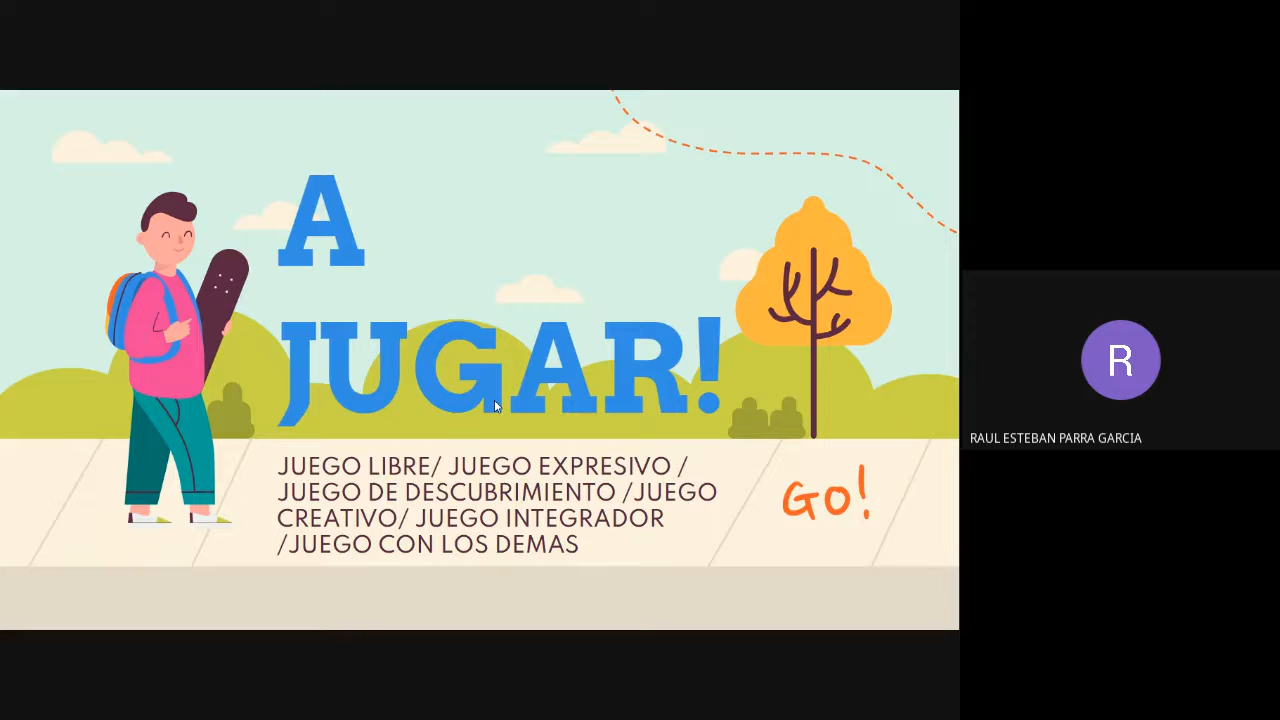 A
JUGAR!
JUEGO LIBRE/ JUEGO EXPRESIVO /
JUEGO DE DESCUBRIMIENTO /JUEGO
CREATIVO/ JUEGO INTEGRADOR
/JUEGO CON LOS DEMAS
GO!
R
RAUL ESTEBAN PARRA GARCIA